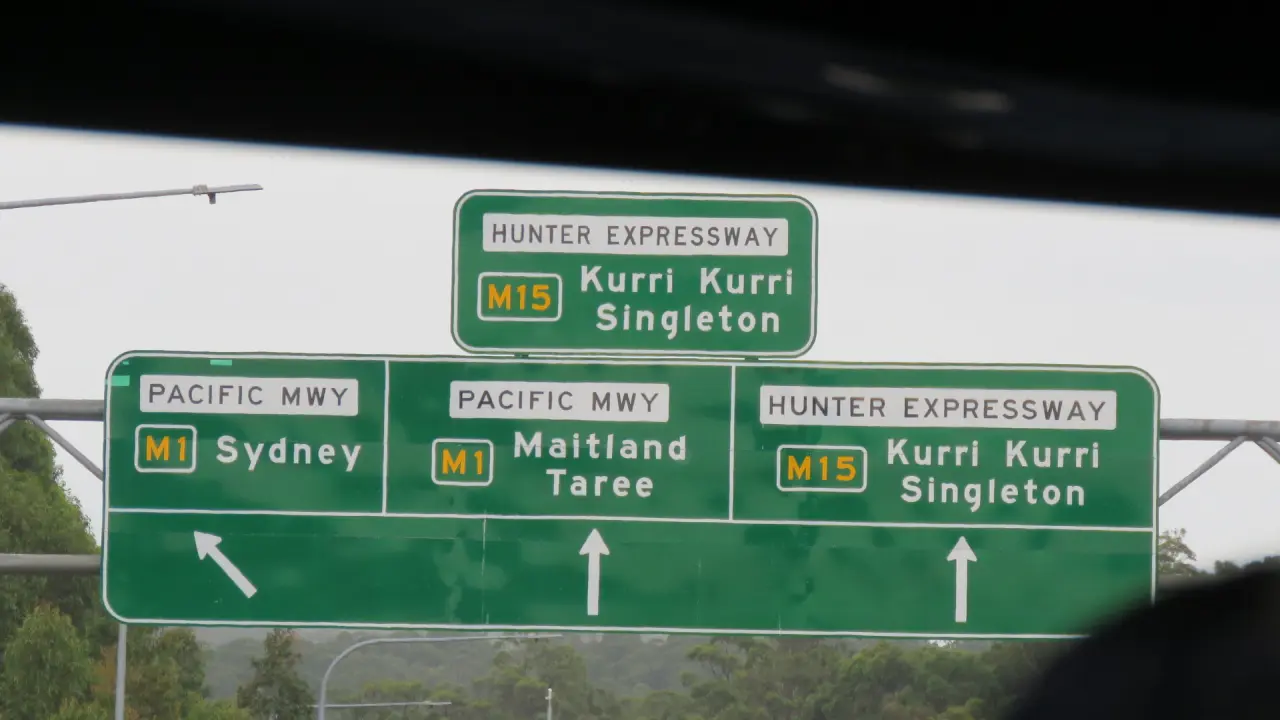 HUNTER EXPRESSWAY
M15 Kurri Kurri
Singleton
PACIFIC MWY
M1 Sydney
PACIFIC MWY
M1 Maitland
Taree
HUNTER EXPRESSWAY
M15 Kurri Kurri
Singleton